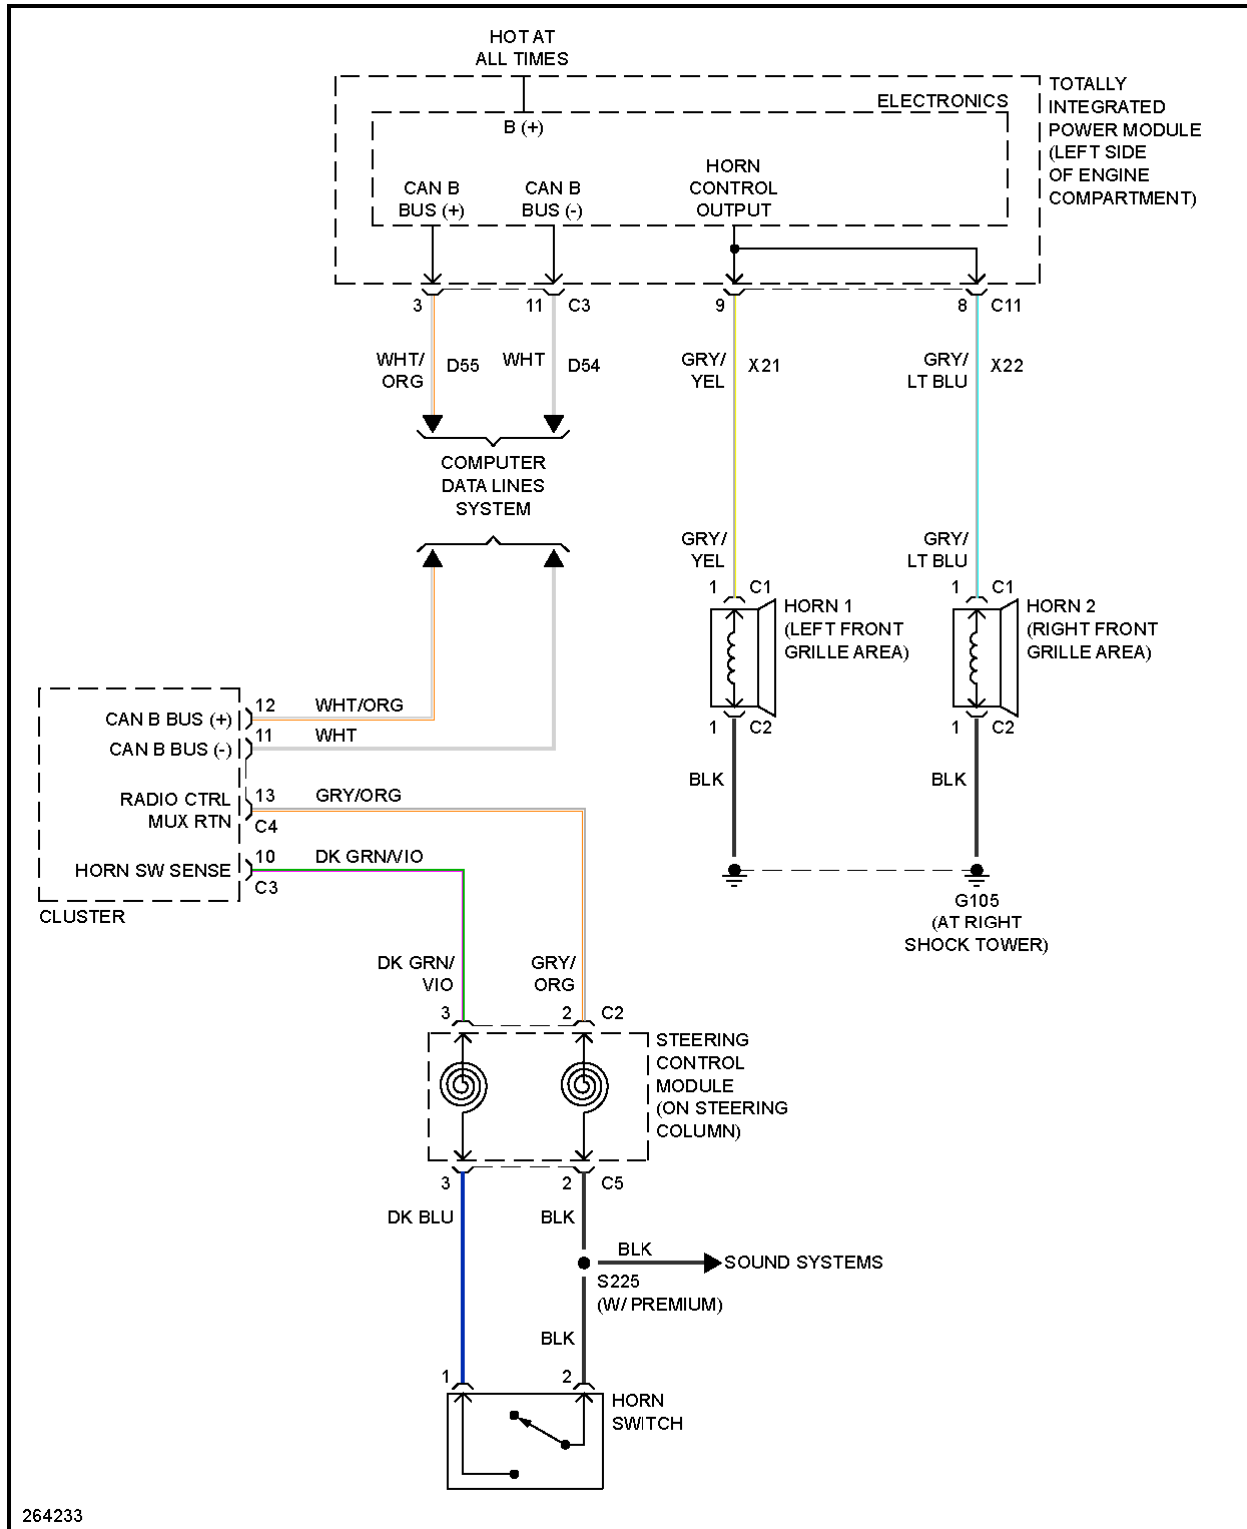 HOT AT
ALL TIMES
TOTALLY
INTEGRATED
POWER MODULE
(LEFT SIDE
OF ENGINE
COMPARTMENT)
ELECTRONICS
B (+)
CAN B
BUS (+)
CAN B
BUS (-)
HORN
CONTROL
OUTPUT
3
11
C3
9
8
C11
WHT/
ORG
D55
WHT
D54
GRY/
YEL
X21
GRY/
LT BLU
X22
COMPUTER
DATA LINES
SYSTEM
GRY/
YEL
GRY/
LT BLU
1
C1
HORN 1
(LEFT FRONT
GRILLE AREA)
1
C1
HORN 2
(RIGHT FRONT
GRILLE AREA)
1
C2
1
C2
BLK
BLK
G105
(AT RIGHT
SHOCK TOWER)
CAN B BUS (+)
12
WHT/ORG
CAN B BUS (-)
11
WHT
RADIO CTRL
MUX RTN
13
GRY/ORG
C4
HORN SW SENSE
10
DK GRN/VIO
C3
CLUSTER
DK GRN/
VIO
GRY/
ORG
3
2
C2
STEERING
CONTROL
MODULE
(ON STEERING
COLUMN)
3
2
C5
DK BLU
BLK
BLK
SOUND SYSTEMS
S225
(W/ PREMIUM)
BLK
1
2
HORN
SWITCH
264233